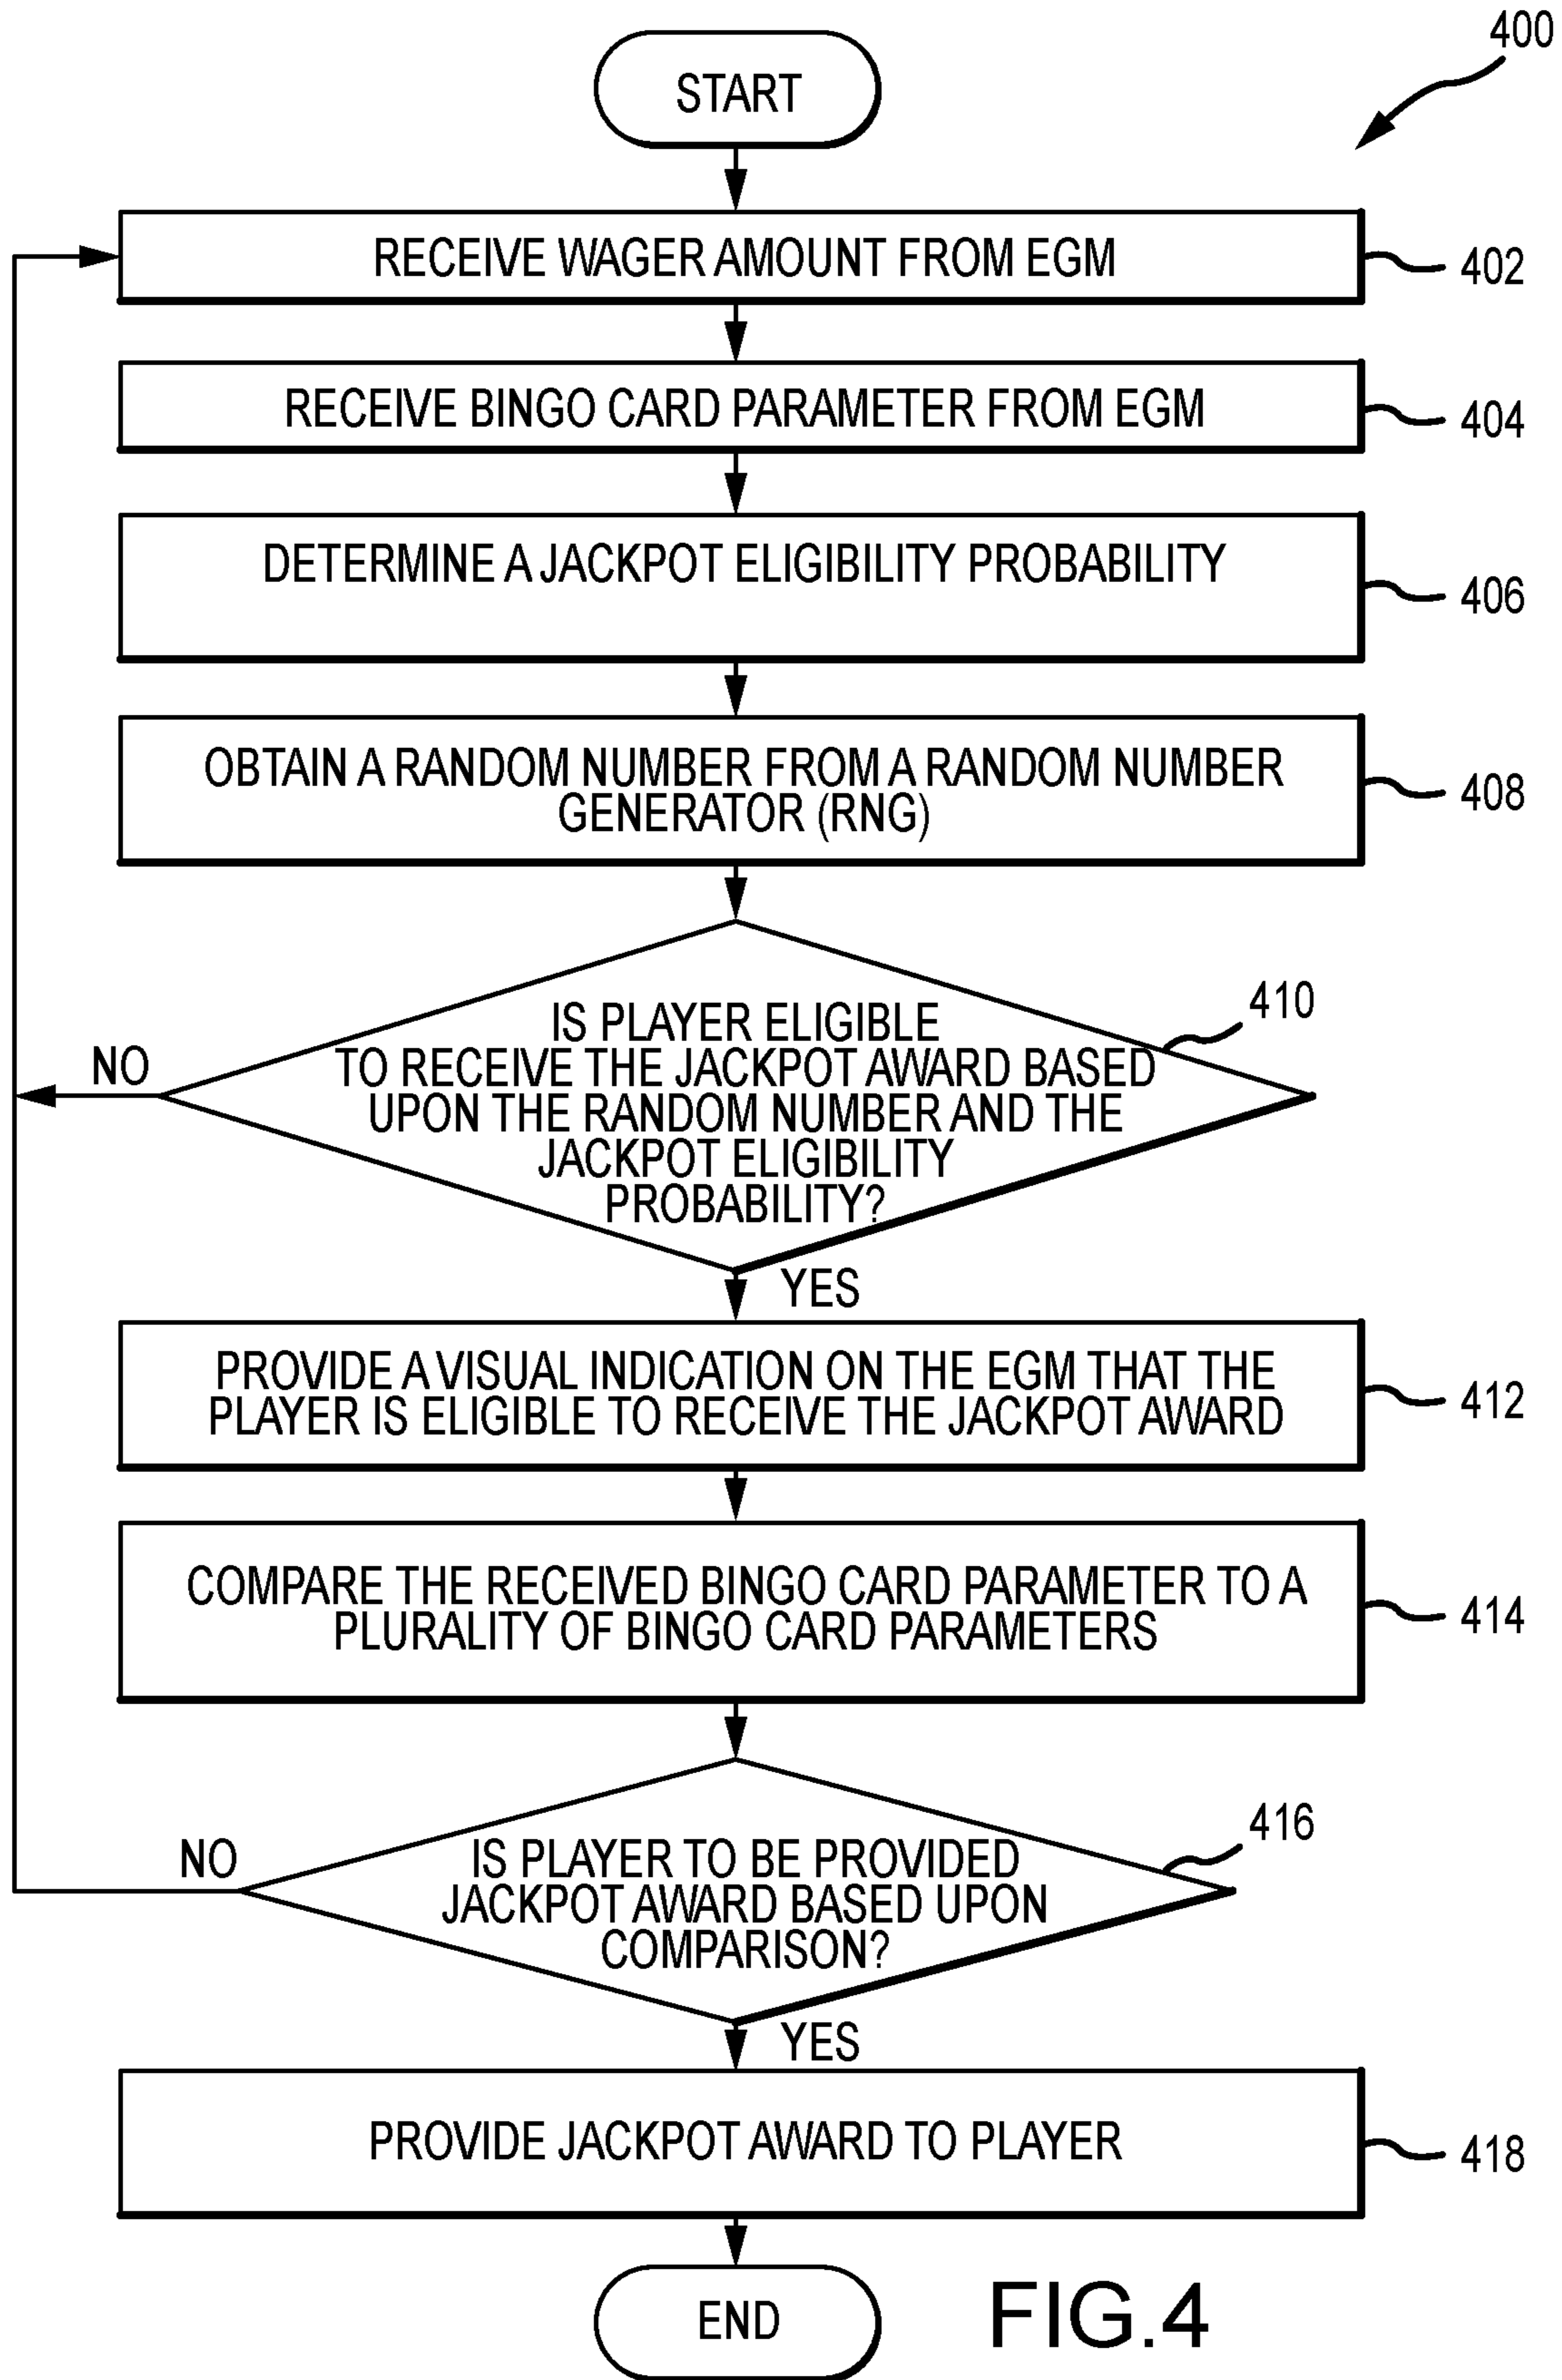 400
START
RECEIVE WAGER AMOUNT FROM EGM
402
RECEIVE BINGO CARD PARAMETER FROM EGM
404
DETERMINE A JACKPOT ELIGIBILITY PROBABILITY
406
OBTAIN A RANDOM NUMBER FROM A RANDOM NUMBER
GENERATOR (RNG)
408
IS PLAYER ELIGIBLE
TO RECEIVE THE JACKPOT AWARD BASED
UPON THE RANDOM NUMBER AND THE
JACKPOT ELIGIBILITY
PROBABILITY?
410
NO
YES
PROVIDE A VISUAL INDICATION ON THE EGM THAT THE
PLAYER IS ELIGIBLE TO RECEIVE THE JACKPOT AWARD
412
COMPARE THE RECEIVED BINGO CARD PARAMETER TO A
PLURALITY OF BINGO CARD PARAMETERS
414
IS PLAYER TO BE PROVIDED
JACKPOT AWARD BASED UPON
COMPARISON?
416
NO
YES
PROVIDE JACKPOT AWARD TO PLAYER
418
END
FIG.4